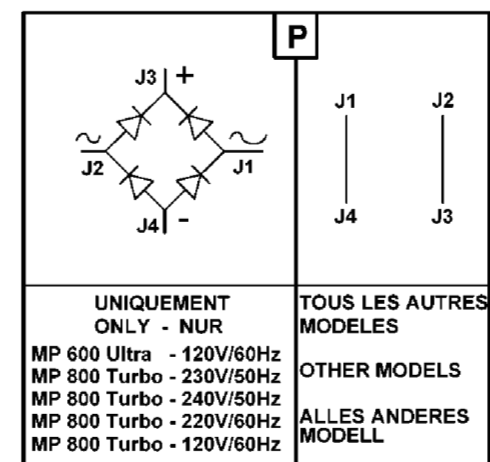 P
J3 +
J2
J1
J4 -
J1 J2
J4 J3
UNIQUEMENT
ONLY - NUR
MP 600 Ultra - 120V/60Hz
MP 800 Turbo - 230V/50Hz
MP 800 Turbo - 240V/50Hz
MP 800 Turbo - 220V/60Hz
MP 800 Turbo - 120V/60Hz
TOUS LES AUTRES
MODELES
OTHER MODELS
ALLES ANDERES
MODELL